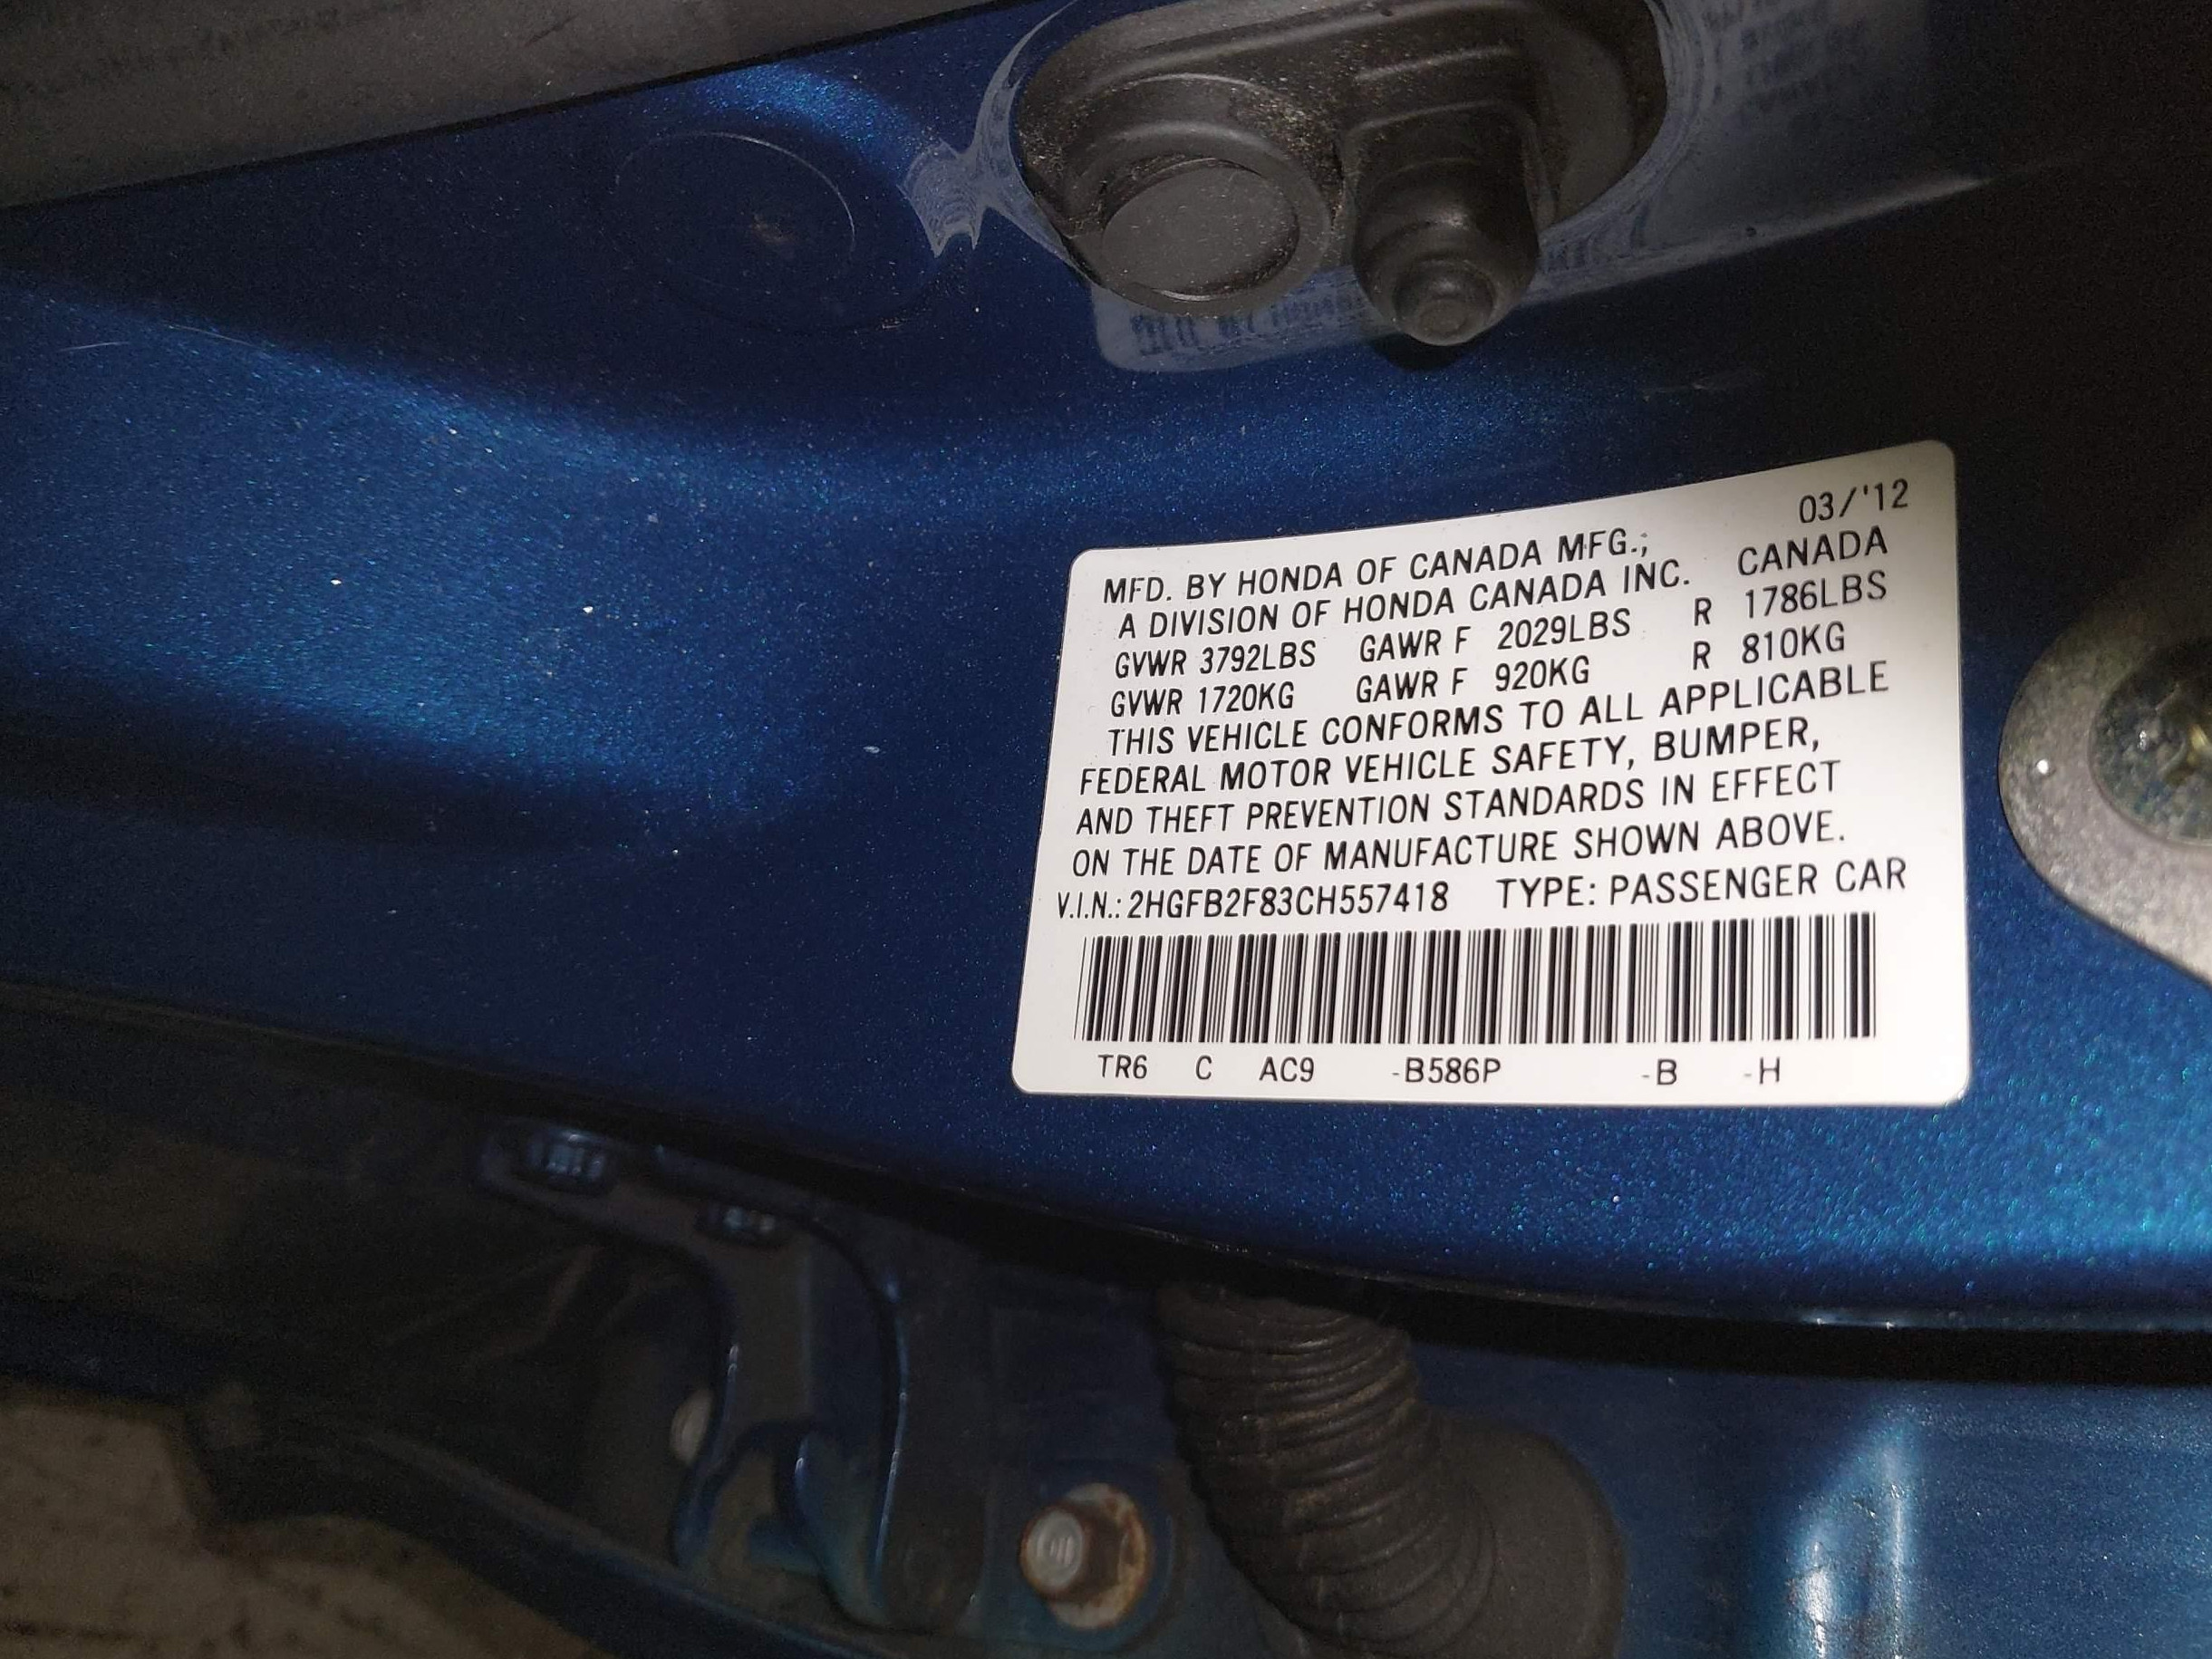 03/'12
MFD. BY HONDA OF CANADA MFG.;
A DIVISION OF HONDA CANADA INC. CANADA
GVWR 3792LBS GAWR F 2029LBS R 1786LBS
GVWR 1720KG GAWR F 920KG R 810KG
THIS VEHICLE CONFORMS TO ALL APPLICABLE
FEDERAL MOTOR VEHICLE SAFETY, BUMPER,
AND THEFT PREVENTION STANDARDS IN EFFECT
ON THE DATE OF MANUFACTURE SHOWN ABOVE.
V.I.N.: 2HGFB2F83CH557418 TYPE: PASSENGER CAR
TR6 C AC9 -B586P -B -H